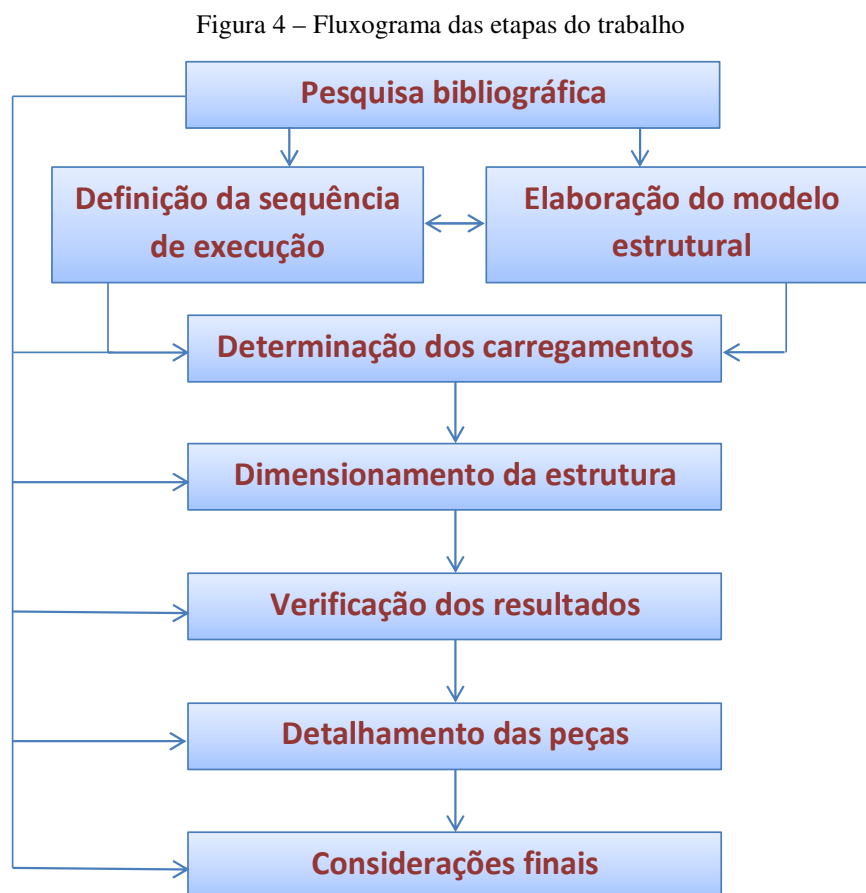 Figura 4 – Fluxograma das etapas do trabalho
Pesquisa bibliográfica
Definição da sequência
de execução
Elaboração do modelo
estrutural
Determinação dos carregamentos
Dimensionamento da estrutura
Verificação dos resultados
Detalhamento das peças
Considerações finais